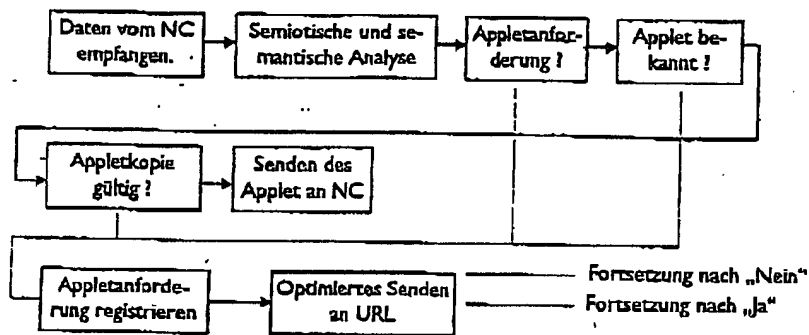 Daten vom NC
empfangen.
Semiotische und se-
mantische Analyse
Appletanfor-
derung ?
Applet be-
kannt ?
Appletkopie
gültig ?
Senden des
Applet an NC
Appletanforde-
rung registrieren
Optimiertes Senden
an URL
Fortsetzung nach „Nein“
Fortsetzung nach „Ja“